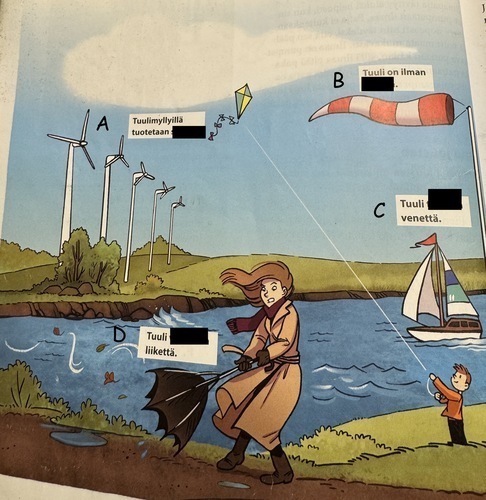 A
Tuulimyllyillä
tuotetaan
B
Tuuli on ilman
C
Tuuli
venettä.
D
Tuuli
liikettä.